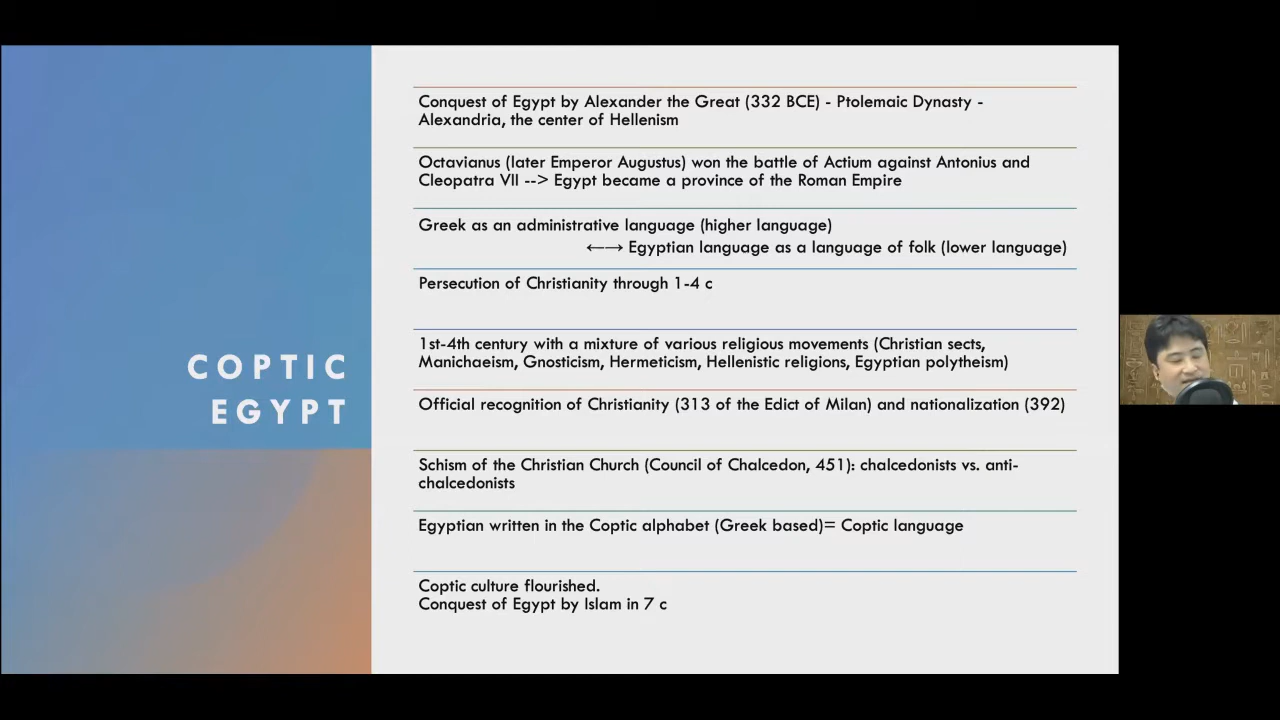 COPTIC
EGYPT
Conquest of Egypt by Alexander the Great (332 BCE) - Ptolemaic Dynasty -
Alexandria, the center of Hellenism
Octavianus (later Emperor Augustus) won the battle of Actium against Antonius and
Cleopatra VII --> Egypt became a province of the Roman Empire
Greek as an administrative language (higher language)
←→ Egyptian language as a language of folk (lower language)
Persecution of Christianity through 1-4 c
1st-4th century with a mixture of various religious movements (Christian sects,
Manichaeism, Gnosticism, Hermeticism, Hellenistic religions, Egyptian polytheism)
Official recognition of Christianity (313 of the Edict of Milan) and nationalization (392)
Schism of the Christian Church (Council of Chalcedon, 451): chalcedonists vs. anti-
chalcedonists
Egyptian written in the Coptic alphabet (Greek based)= Coptic language
Coptic culture flourished.
Conquest of Egypt by Islam in 7 c